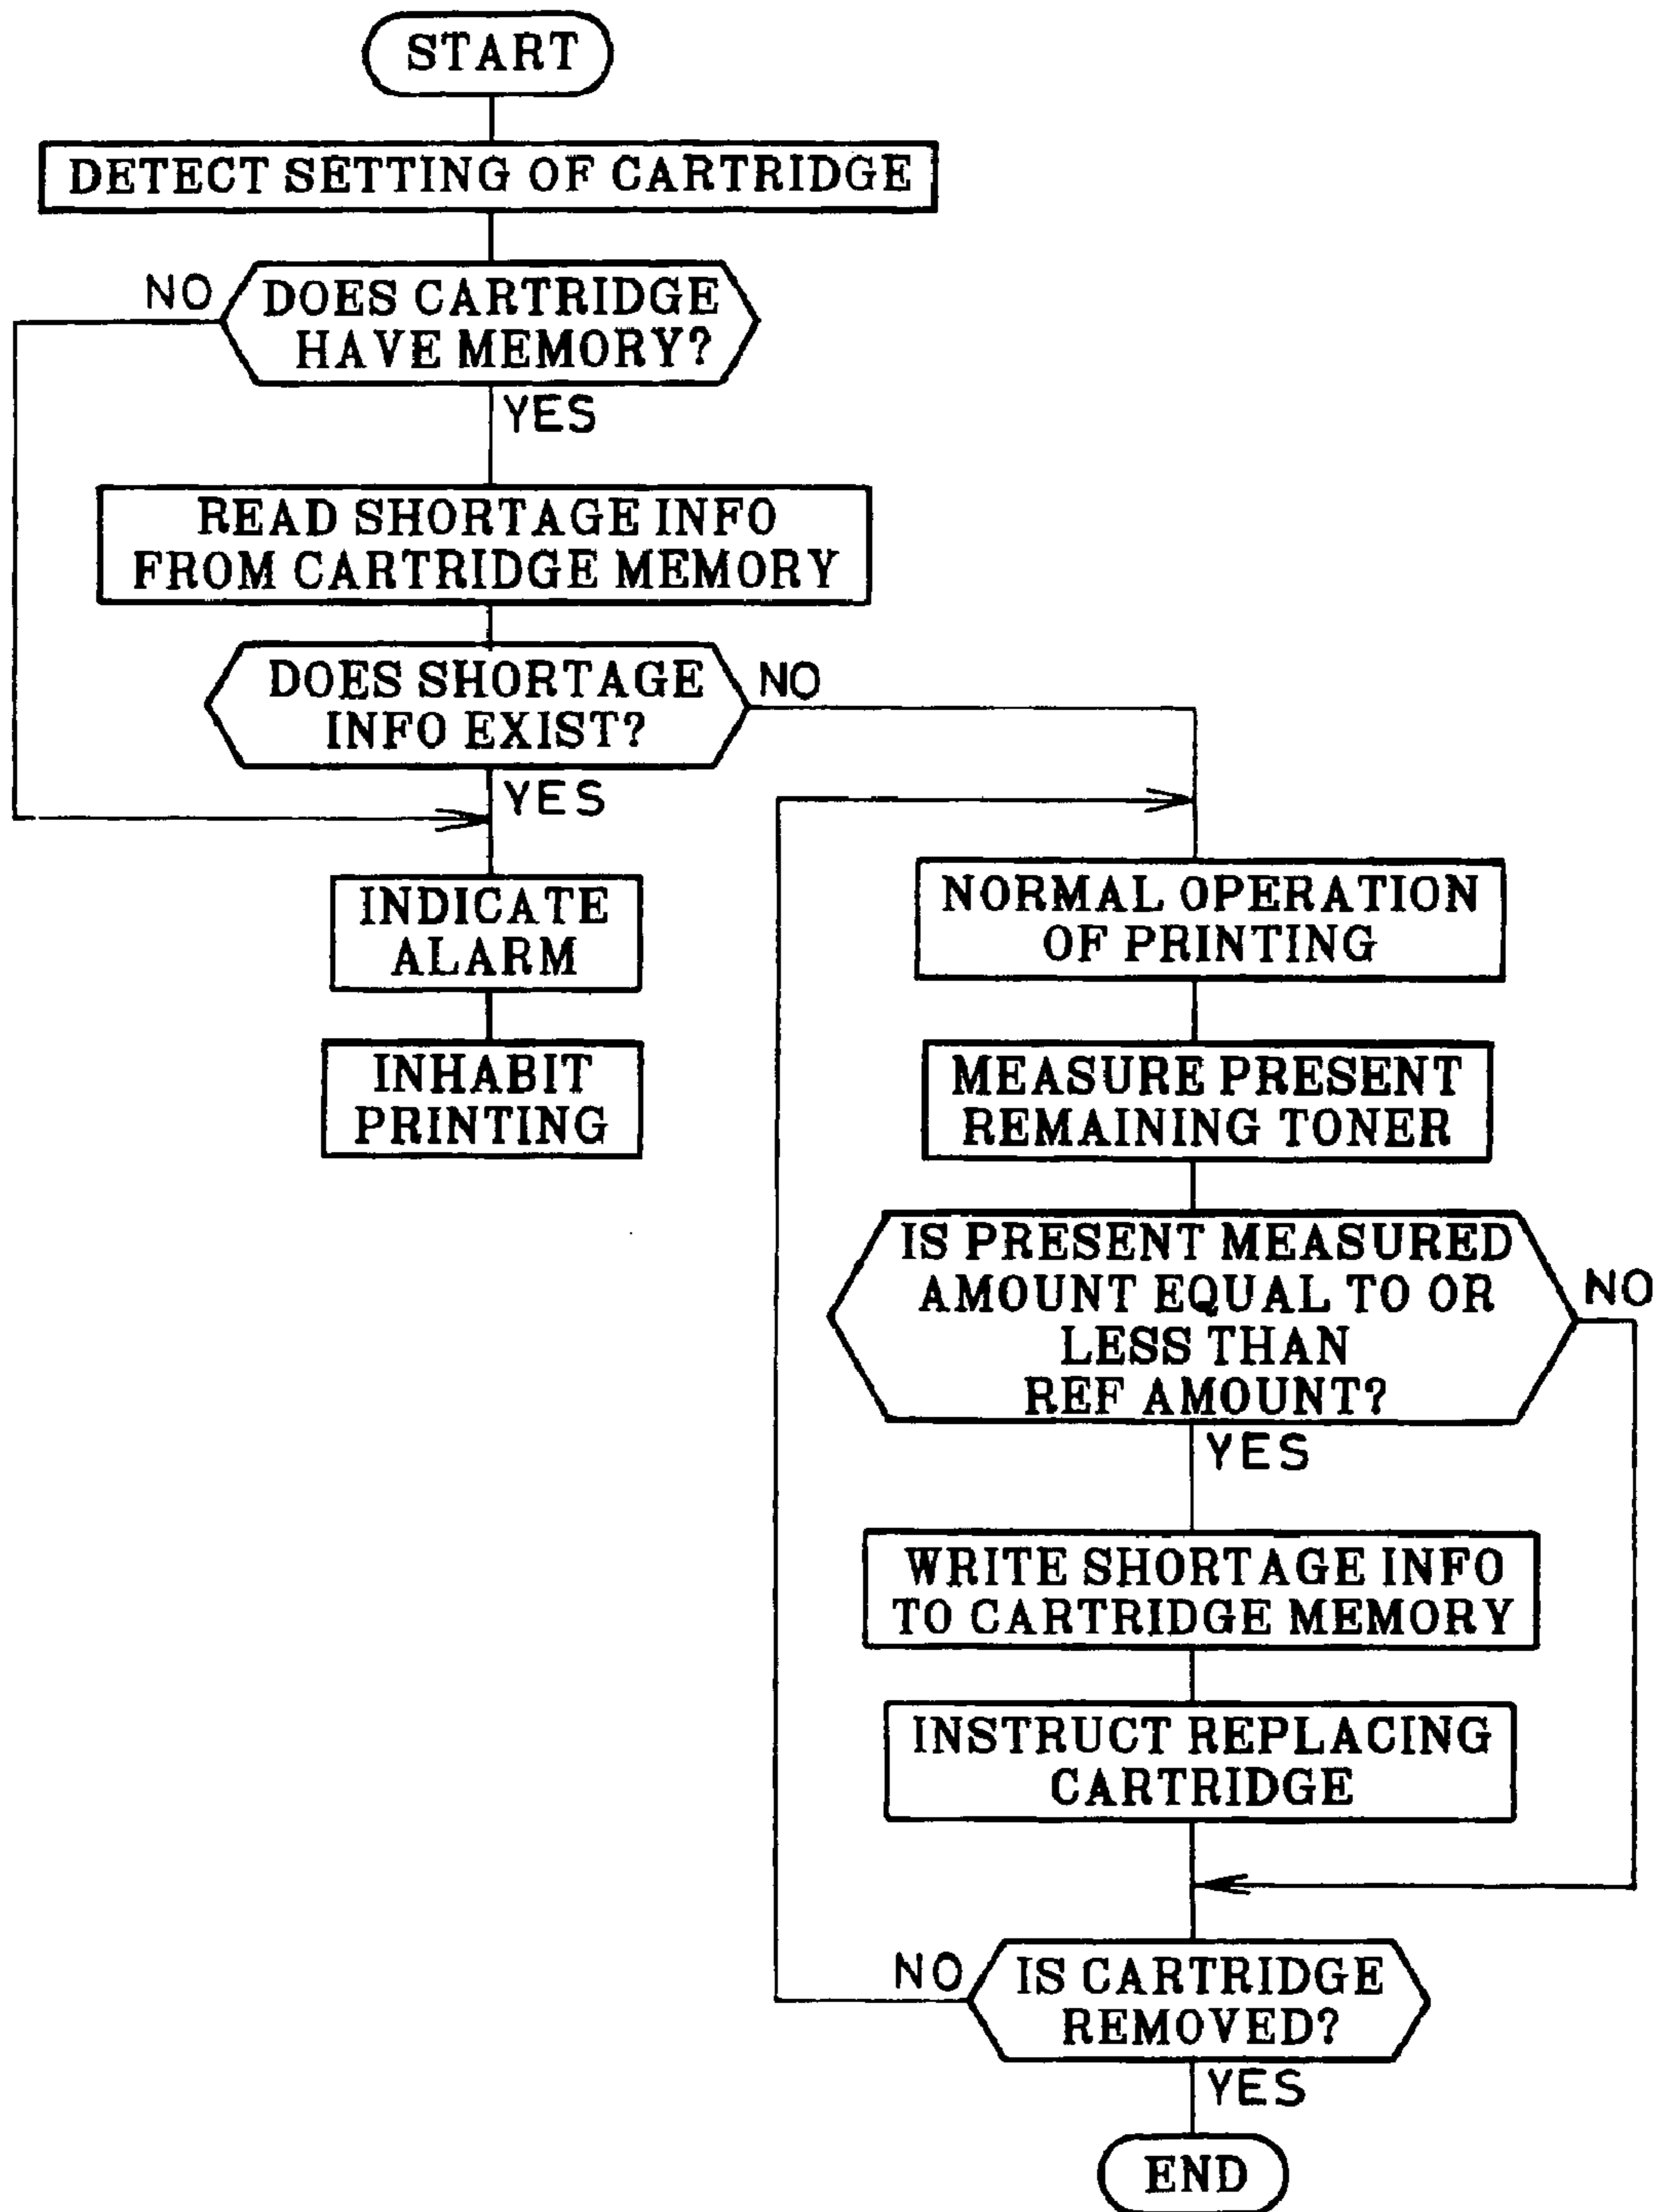 START
DETECT SETTING OF CARTRIDGE
NO
DOES CARTRIDGE
HAVE MEMORY?
YES
READ SHORTAGE INFO
FROM CARTRIDGE MEMORY
DOES SHORTAGE
INFO EXIST?
NO
YES
INDICATE
ALARM
INHABIT
PRINTING
NORMAL OPERATION
OF PRINTING
MEASURE PRESENT
REMAINING TONER
IS PRESENT MEASURED
AMOUNT EQUAL TO OR
LESS THAN
REF AMOUNT?
NO
YES
WRITE SHORTAGE INFO
TO CARTRIDGE MEMORY
INSTRUCT REPLACING
CARTRIDGE
NO
IS CARTRIDGE
REMOVED?
YES
END